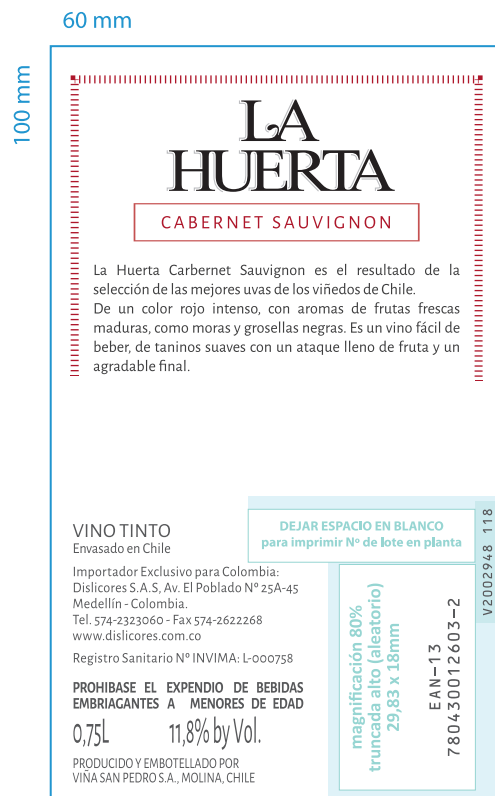 60 mm
100 mm
LA
HUERTA
CABERNET SAUVIGNON
La Huerta Carbernet Sauvignon es el resultado de la
selección de las mejores uvas de los viñedos de Chile.
De un color rojo intenso, con aromas de frutas frescas
maduras, como moras y grosellas negras. Es un vino fácil de
beber, de taninos suaves con un ataque lleno de fruta y un
agradable final.
VINO TINTO
Envasado en Chile
Importador Exclusivo para Colombia:
Dislicores S.A.S, Av. El Poblado Nº 25A-45
Medellín - Colombia.
Tel. 574-2323060 - Fax 574-2622268
www.dislicores.com.co
Registro Sanitario Nº INVIMA: L-000758
PROHIBASE EL EXPENDIO DE BEBIDAS
EMBRIAGANTES A MENORES DE EDAD
0,75L 11,8% by Vol.
PRODUCIDO Y EMBOTELLADO POR
VIÑA SAN PEDRO S.A., MOLINA, CHILE
DEJAR ESPACIO EN BLANCO
para imprimir Nº de lote en planta
magnificación 80%
truncada alto (aleatorio)
29,83 x 18mm
EAN-13
780430012603-2
V2002948 118